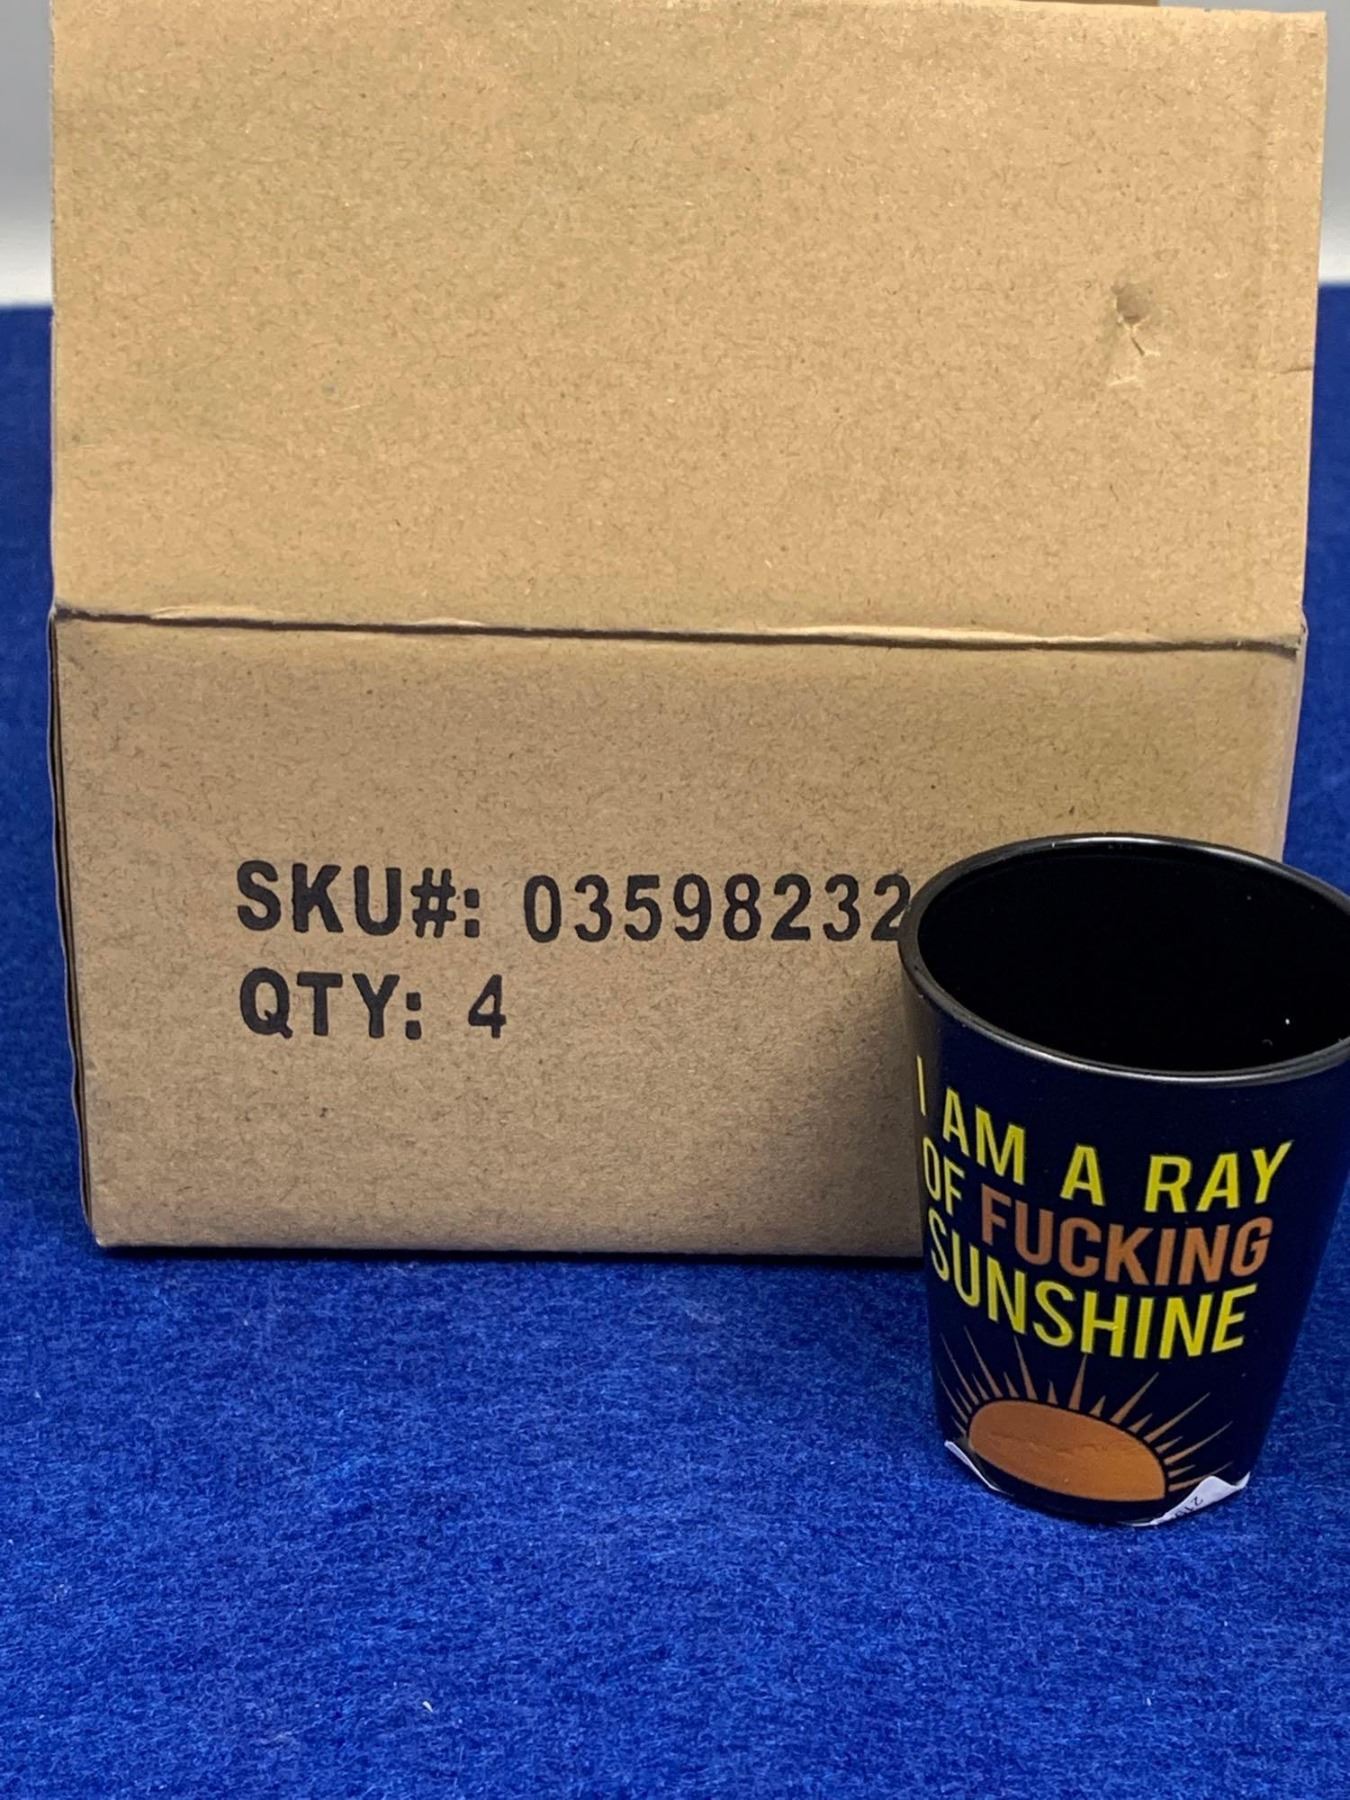 SKU#: 03598232
QTY: 4
I AM A RAY
OF FUCKING
SUNSHINE